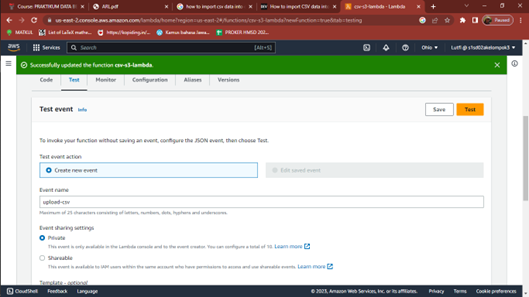 Course: PRAKTIKUM DATA E
AFL.pdf
how to import csv data into
How to import CSV data in
csv-s3-lambda - Lambda
us-east-2.console.aws.amazon.com/lambda/home?region=us-east-2#/functions/csv-s3-lambda?newFunction=true&tab=testing
Paused
MATKUL
List of LaTeX mathe...
https://kopsling.in/...
Kamus bahasa Jawa...
PROKER HMSD 202...
aws
Services
Search
[Alt+S]
Ohio
Successfully updated the function csv-s3-lambda.
Code
Test
Monitor
Configuration
Aliases
Versions
Test event
Info
Save
Test
To invoke your function without saving an event, configure the JSON event, then choose Test.
Test event action
Create new event
Edit saved event
Event name
upload-csv
Maximum of 25 characters consisting of letters, numbers, dots, hyphens and underscores.
Event sharing settings
Private
This event is only available in the Lambda console and to the event creator. You can configure a total of 10. Learn more
Shareable
This event is available to IAM users within the same account who have permissions to access and use shareable events. Learn more
Template - optional
CloudShell
Feedback
Language
© 2023, Amazon Web Services, Inc. or its affiliates.
Privacy
Terms
Cookie preferences